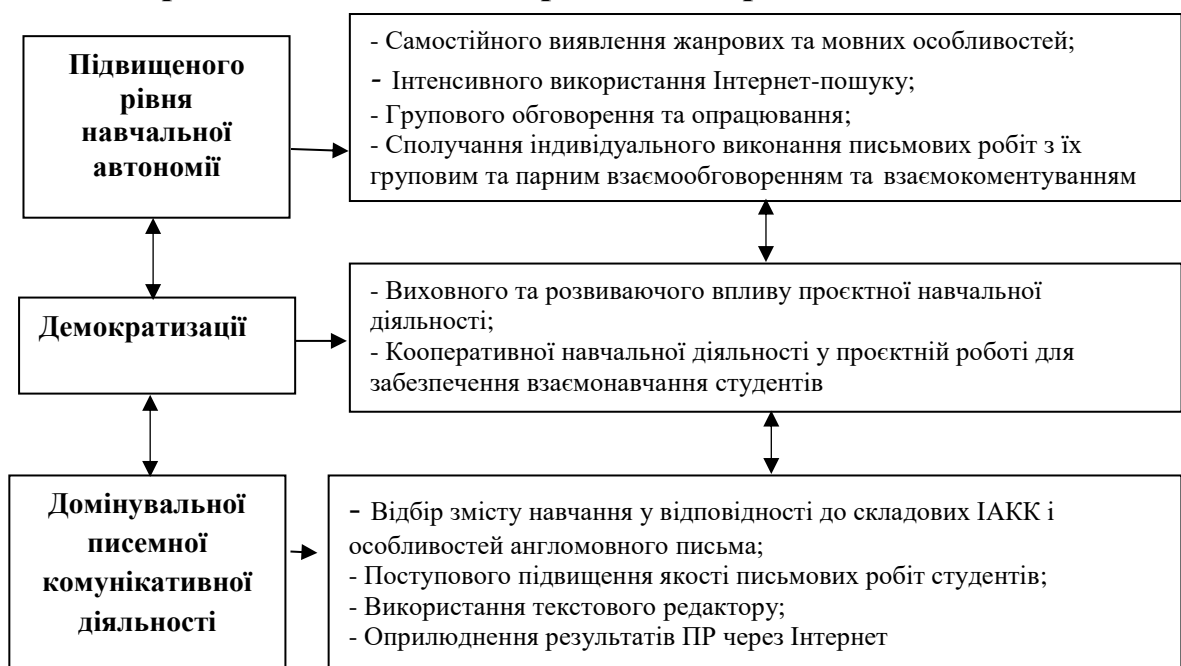 Підвищеного
рівня
навчальної
автономії
- Самостійного виявлення жанрових та мовних особливостей;
- Інтенсивного використання Інтернет-пошуку;
- Групового обговорення та опрацювання;
- Сполучання індивідуального виконання письмових робіт з їх
груповим та парним взаємообговоренням та взаємокоментуванням
Демократизації
- Виховного та розвиваючого впливу проєктної навчальної
діяльності;
- Кооперативної навчальної діяльності у проєктній роботі для
забезпечення взаємонавчання студентів
Домінувальної
писемної
комунікативної
діяльності
- Відбір змісту навчання у відповідності до складових ІАКК і
особливостей англомовного письма;
- Поступового підвищення якості письмових робіт студентів;
- Використання текстового редактору;
- Оприлюднення результатів ПР через Інтернет